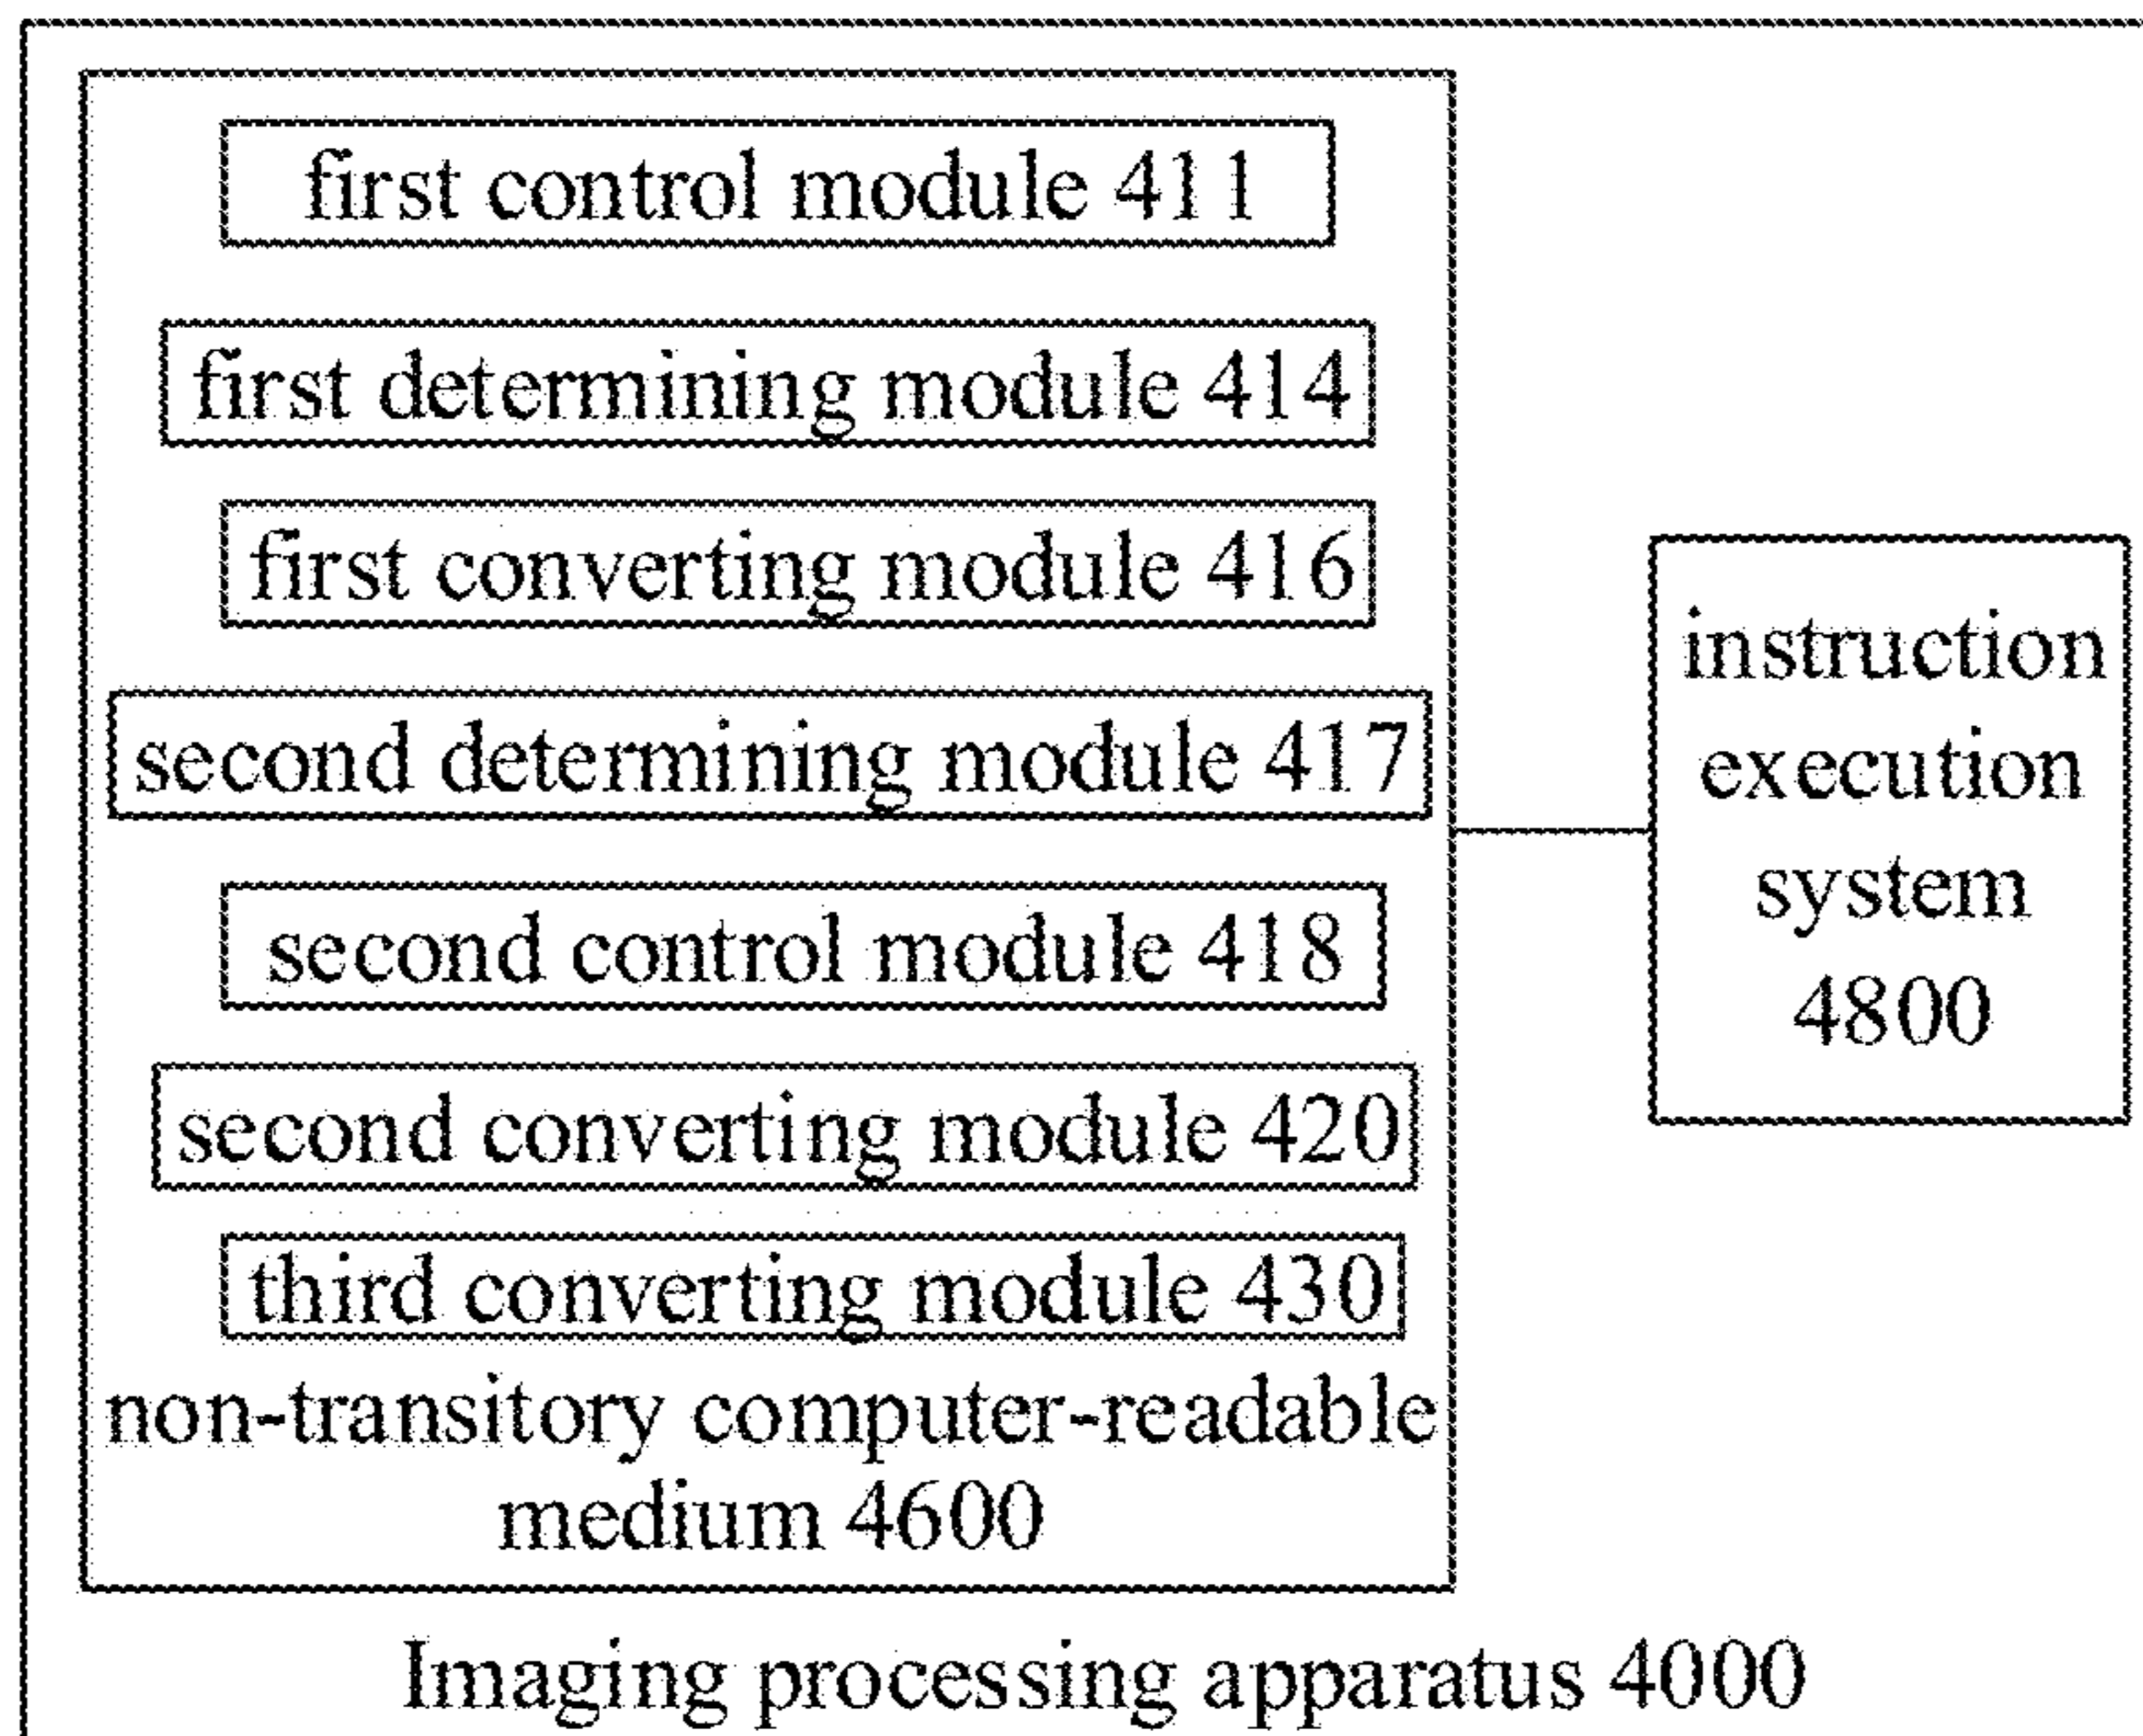 first control module 411
first determining module 414
first converting module 416
second determining module 417
second control module 418
second converting module 420
third converting module 430
non-transitory computer-readable
medium 4600
instruction
execution
system
4800
Imaging processing apparatus 4000